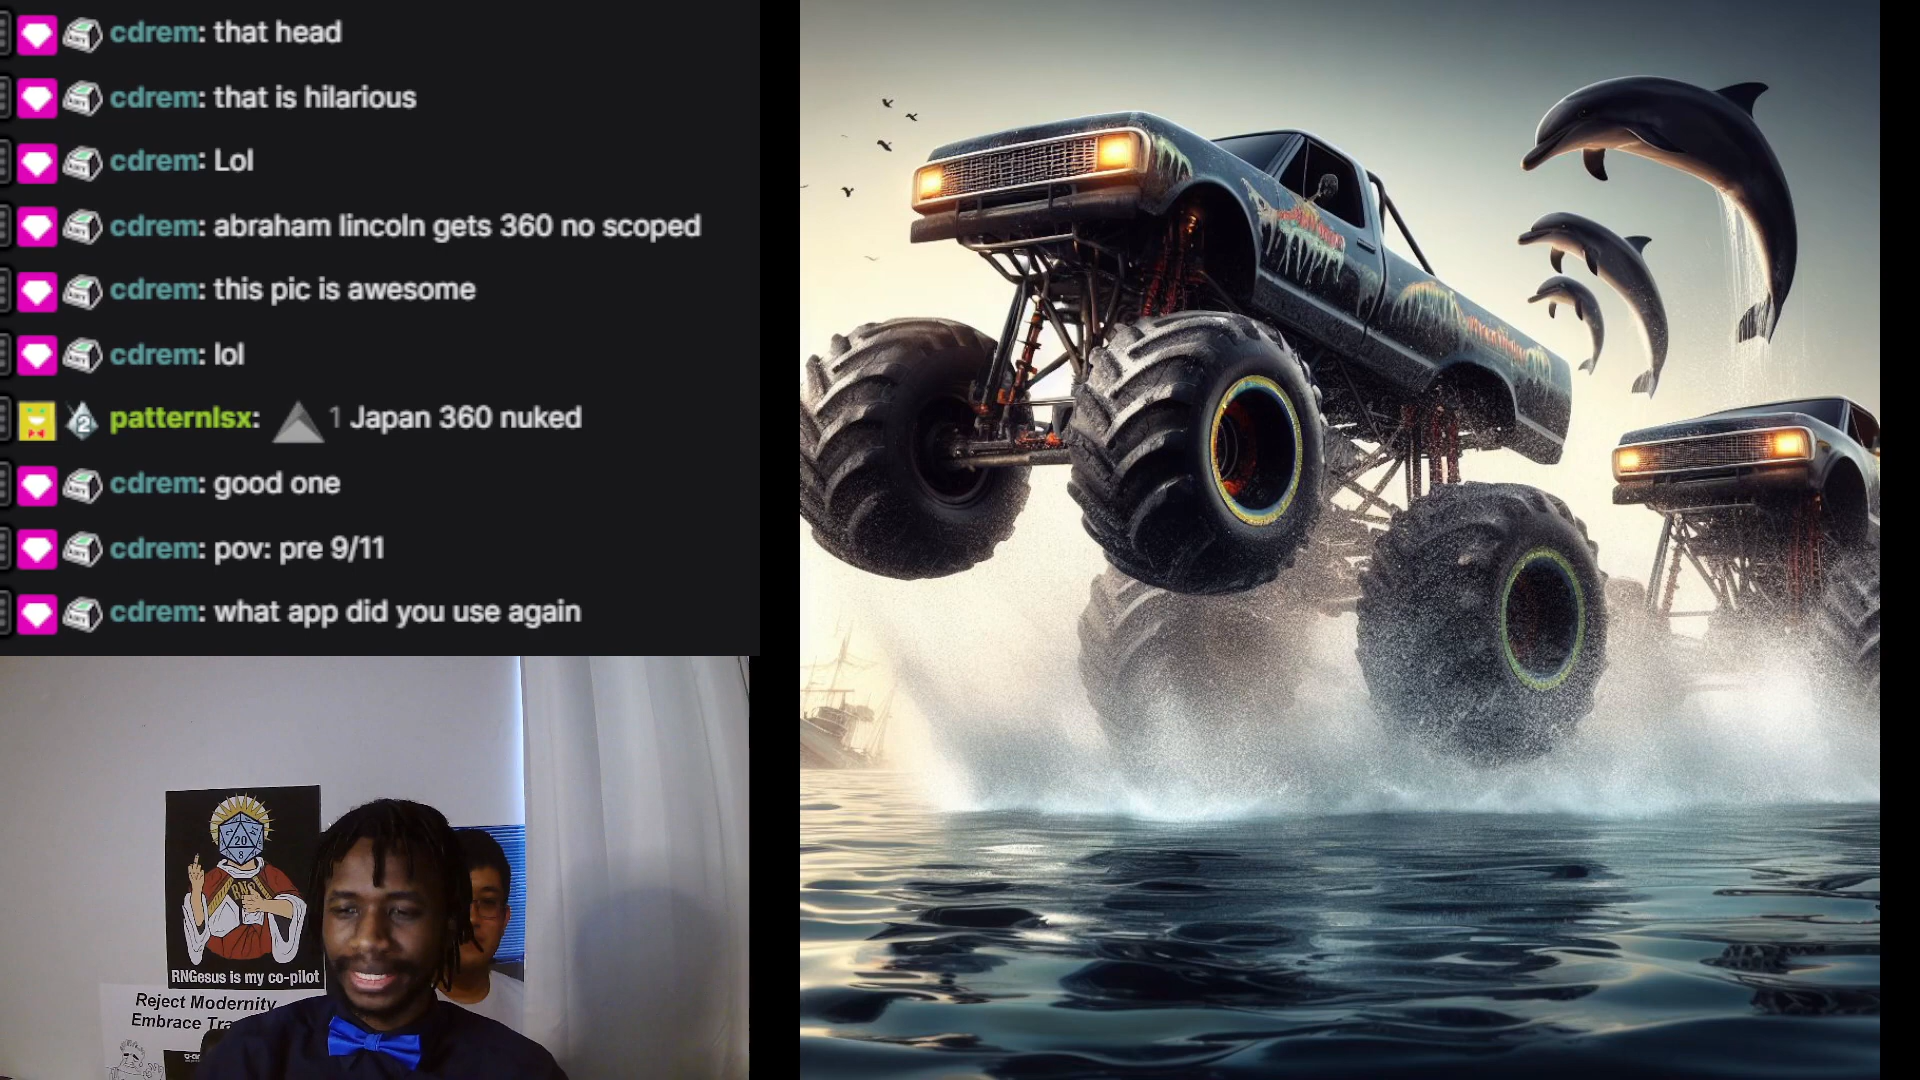 cdrem: that head
cdrem: that is hilarious
cdrem: Lol
cdrem: abraham lincoln gets 360 no scoped
cdrem: this pic is awesome
cdrem: lol
patternlsx: 1 Japan 360 nuked
cdrem: good one
cdrem: pov: pre 9/11
cdrem: what app did you use again
20
8
RNGesus is my co-pilot
Reject Modernity
Embrace